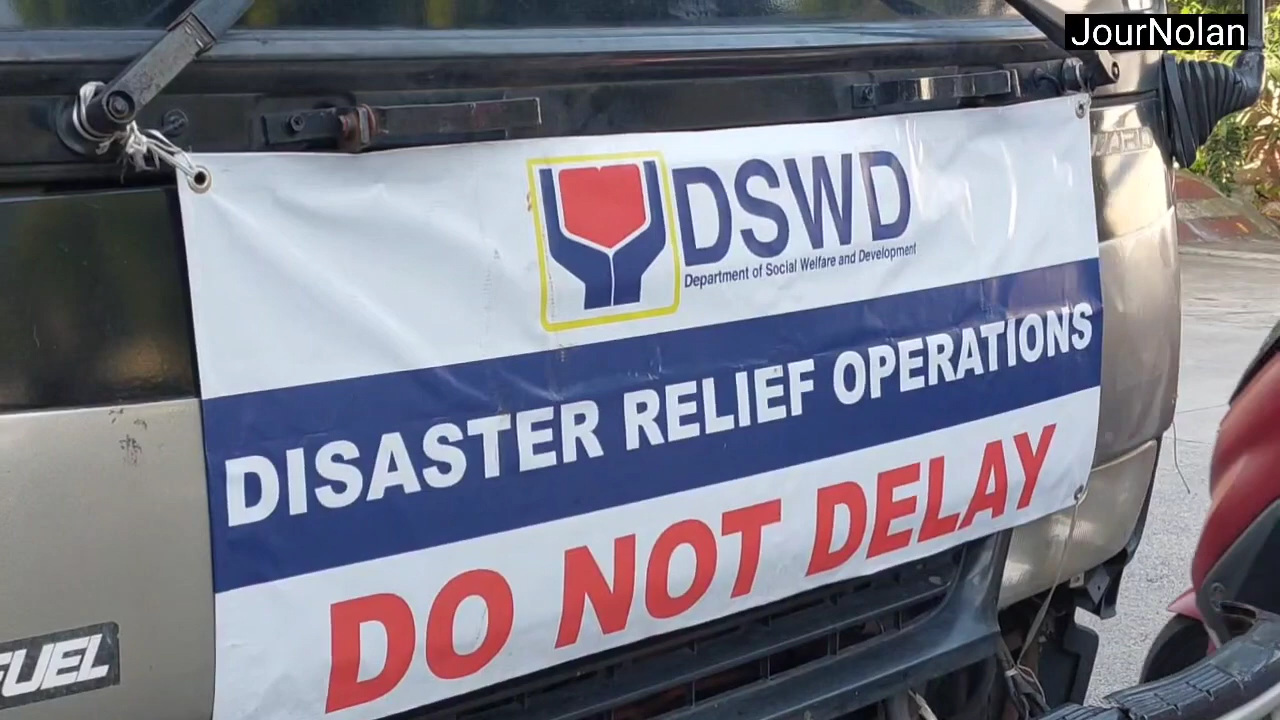 JourNolan
DSWD
Department of Social Welfare and Development
DISASTER RELIEF OPERATIONS
DO NOT DELAY
FUEL